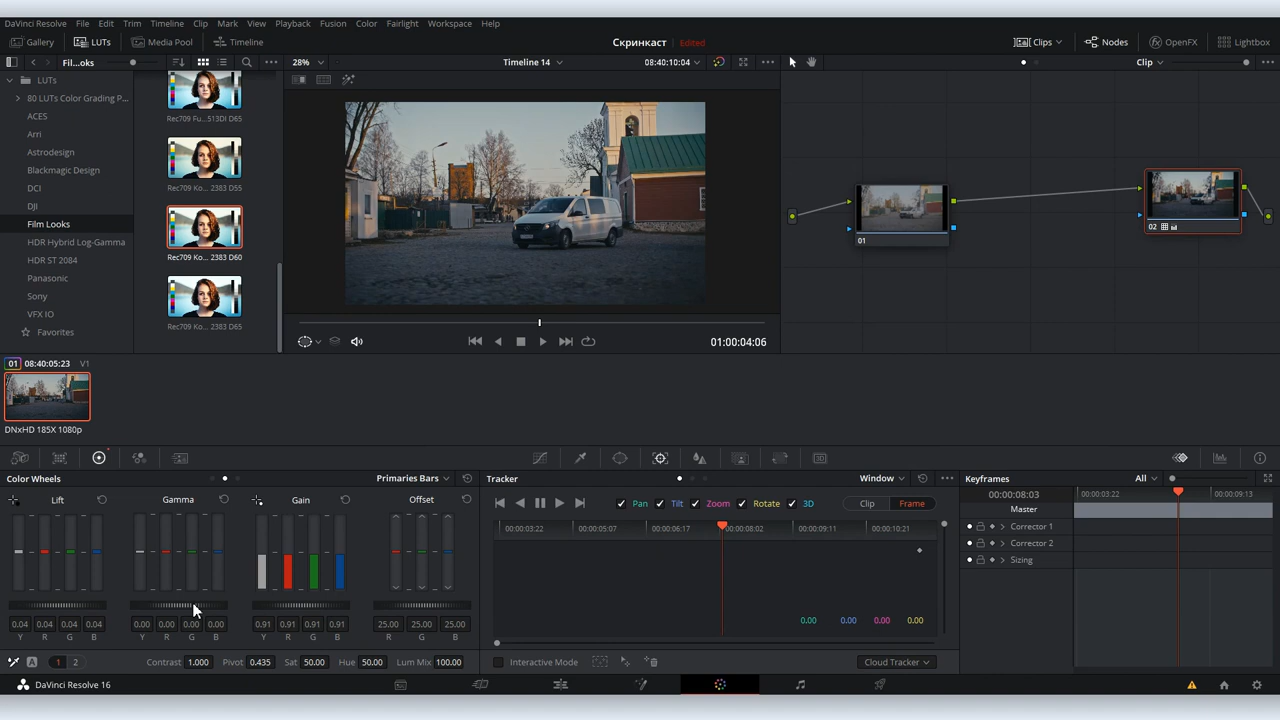 DaVinci Resolve File Edit Trim Timeline Clip Mark View Playback Fusion Color Fairlight Workspace Help
Gallery LUTs Media Pool Timeline Скринкаст Edited Clips Nodes OpenFX Lightbox
Fil...oks 28% Timeline 14 08:40:10:04 Clip
LUTs
80 LUTs Color Grading P...
ACES
Arri
Astrodesign
Blackmagic Design
DCI
DJI
Film Looks
HDR Hybrid Log-Gamma
HDR ST 2084
Panasonic
Sony
VFX IO
Favorites
Rec709 Fu...513DI D65
Rec709 Ko... 2383 D55
Rec709 Ko... 2383 D60
Rec709 Ko... 2383 D65
01:00:04:06
01
02
01 08:40:05:23 V1
DNxHD 185X 1080p
Color Wheels Primaries Bars
Lift Gamma Gain Offset
0.04 0.04 0.04 0.04 0.00 0.00 0.00 0.00 0.91 0.91 0.91 0.91 25.00 25.00 25.00
Y R G B Y R G B Y R G B R G B
A 1 2 Contrast 1.000 Pivot 0.435 Sat 50.00 Hue 50.00 Lum Mix 100.00
Tracker Window
Pan Tilt Zoom Rotate 3D Clip Frame
00:00:03:22 00:00:05:07 00:00:06:17 00:00:08:02 00:00:09:11 00:00:10:21
0.00 0.00 0.00 0.00
Interactive Mode Cloud Tracker
Keyframes All
00:00:08:03 00:00:03:22 00:00:09:13
Master
Corrector 1
Corrector 2
Sizing
DaVinci Resolve 16